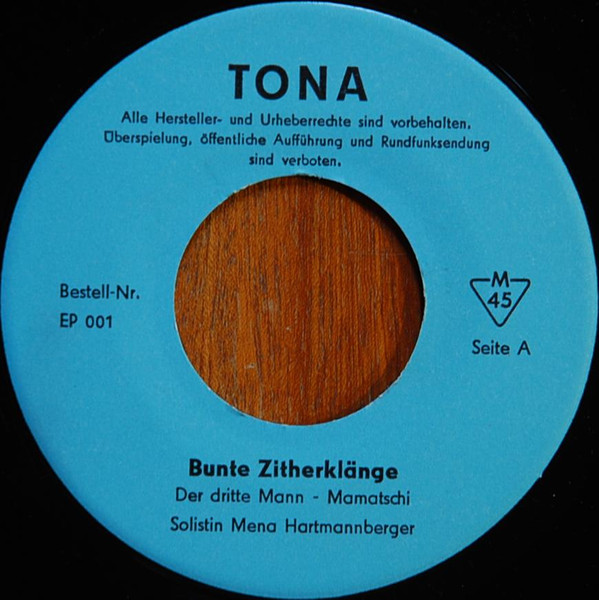 TONA
Alle Hersteller- und Urheberrechte sind vorbehalten.
Überspielung, öffentliche Aufführung und Rundfunksendung
sind verboten.
Bestell-Nr.
EP 001
M
45
Seite A
Bunte Zitherklänge
Der dritte Mann - Mamatschi
Solistin Mena Hartmannberger